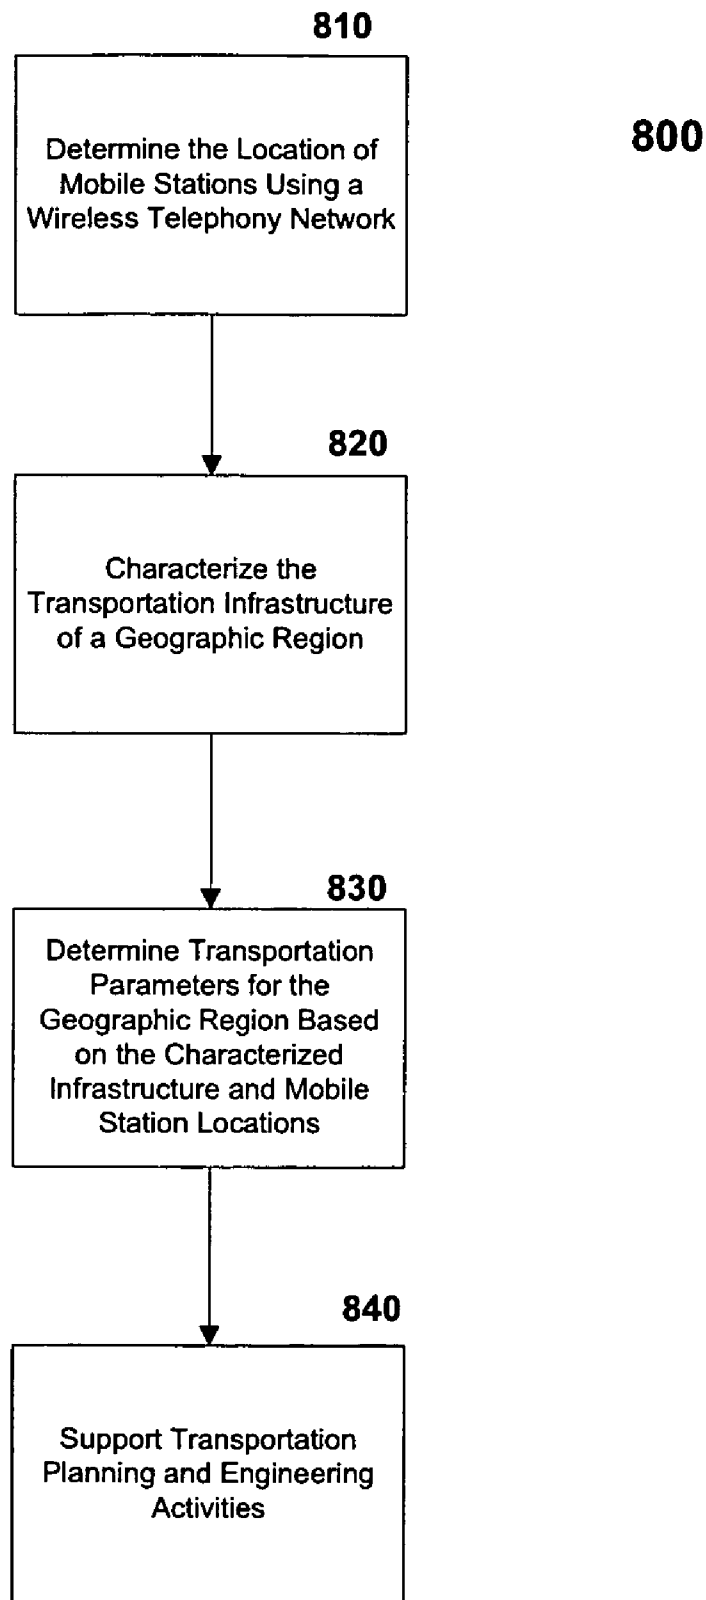 810
800
Determine the Location of
Mobile Stations Using a
Wireless Telephony Network
820
Characterize the
Transportation Infrastructure
of a Geographic Region
830
Determine Transportation
Parameters for the
Geographic Region Based
on the Characterized
Infrastructure and Mobile
Station Locations
840
Support Transportation
Planning and Engineering
Activities